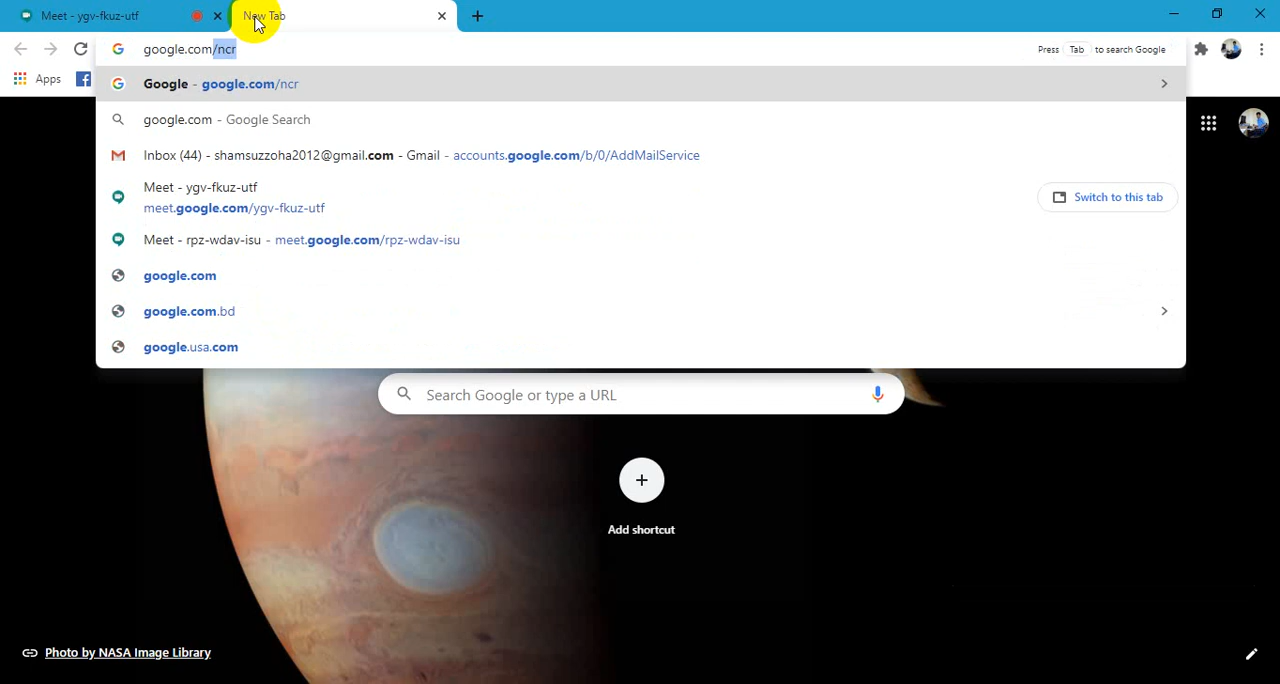 Meet - ygv-fkuz-utf
New Tab
google.com/ncr
Press Tab to search Google
Apps
Google - google.com/ncr
google.com - Google Search
Inbox (44) - shamsuzzoha2012@gmail.com - Gmail - accounts.google.com/b/0/AddMailService
Meet - ygv-fkuz-utf
meet.google.com/ygv-fkuz-utf
Switch to this tab
Meet - rpz-wdav-isu - meet.google.com/rpz-wdav-isu
google.com
google.com.bd
google.usa.com
Search Google or type a URL
Add shortcut
Photo by NASA Image Library